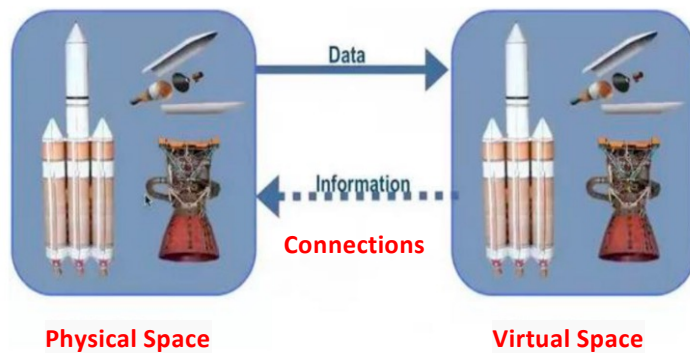 Data
Information
Connections
Physical Space
Virtual Space